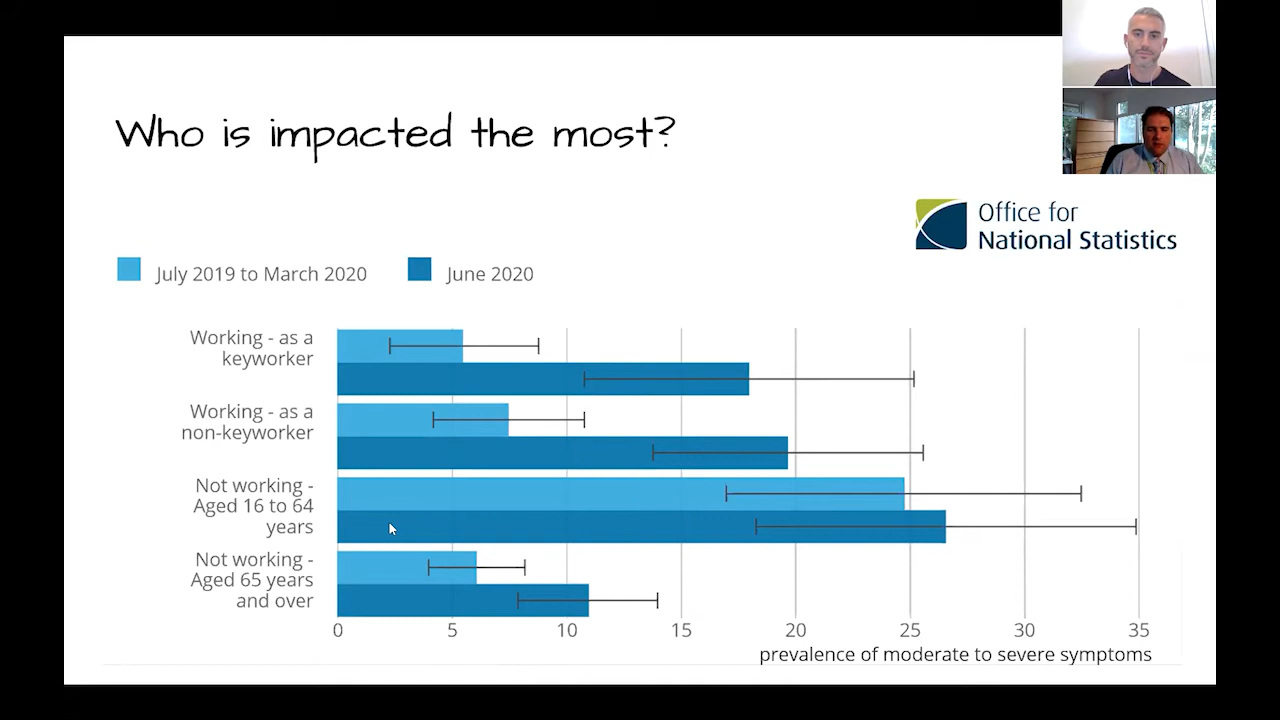 Who is impacted the most?
Office for
National Statistics
July 2019 to March 2020
June 2020
Working - as a
keyworker
Working - as a
non-keyworker
Not working -
Aged 16 to 64
years
Not working -
Aged 65 years
and over
0 5 10 15 20 25 30 35
prevalence of moderate to severe symptoms